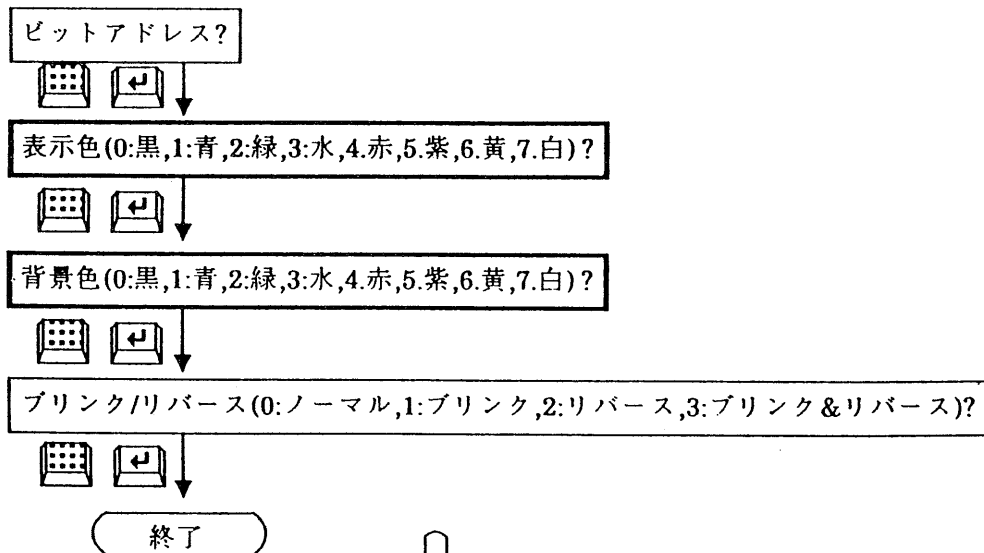 ビットアドレス?
表示色(0:黒,1:青,2:緑,3:水,4.赤,5.紫,6.黄,7.白)?
背景色(0:黒,1:青,2:緑,3:水,4.赤,5.紫,6.黄,7.白)?
ブリンク/リバース(0:ノーマル,1:ブリンク,2:リバース,3:ブリンク&リバース)?
終了